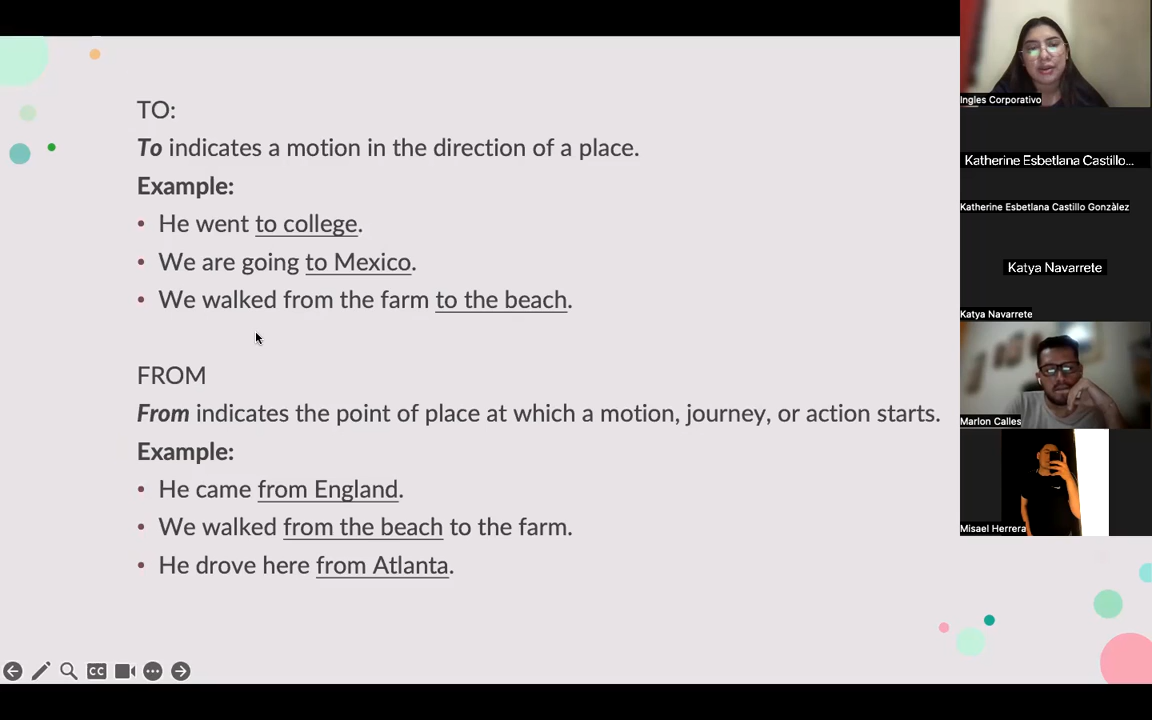 TO:
To indicates a motion in the direction of a place.
Example:
• He went to college.
• We are going to Mexico.
• We walked from the farm to the beach.
FROM
From indicates the point of place at which a motion, journey, or action starts.
Example:
• He came from England.
• We walked from the beach to the farm.
• He drove here from Atlanta.
CC
Ingles Corporativo
Katherine Esbetlana Castillo...
Katherine Esbetlana Castillo Gonzàlez
Katya Navarrete
Katya Navarrete
Marlon Calles
Misael Herrera